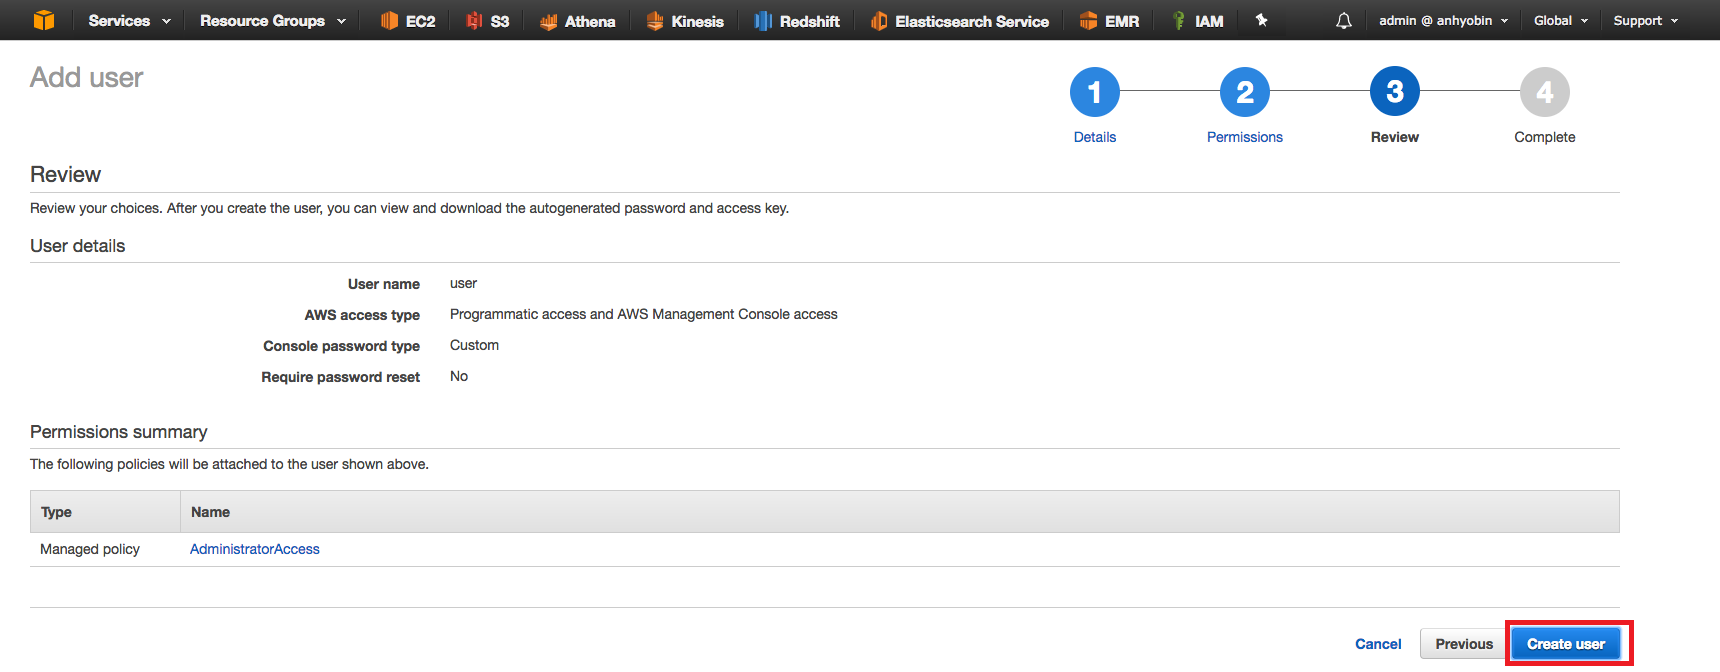 Services Resource Groups EC2 S3 Athena Kinesis Redshift Elasticsearch Service EMR IAM admin @ anhyobin Global Support
Add user
1 2 3 4
Details Permissions Review Complete
Review
Review your choices. After you create the user, you can view and download the autogenerated password and access key.
User details
User name user
AWS access type Programmatic access and AWS Management Console access
Console password type Custom
Require password reset No
Permissions summary
The following policies will be attached to the user shown above.
Type Name
Managed policy AdministratorAccess
Cancel Previous Create user